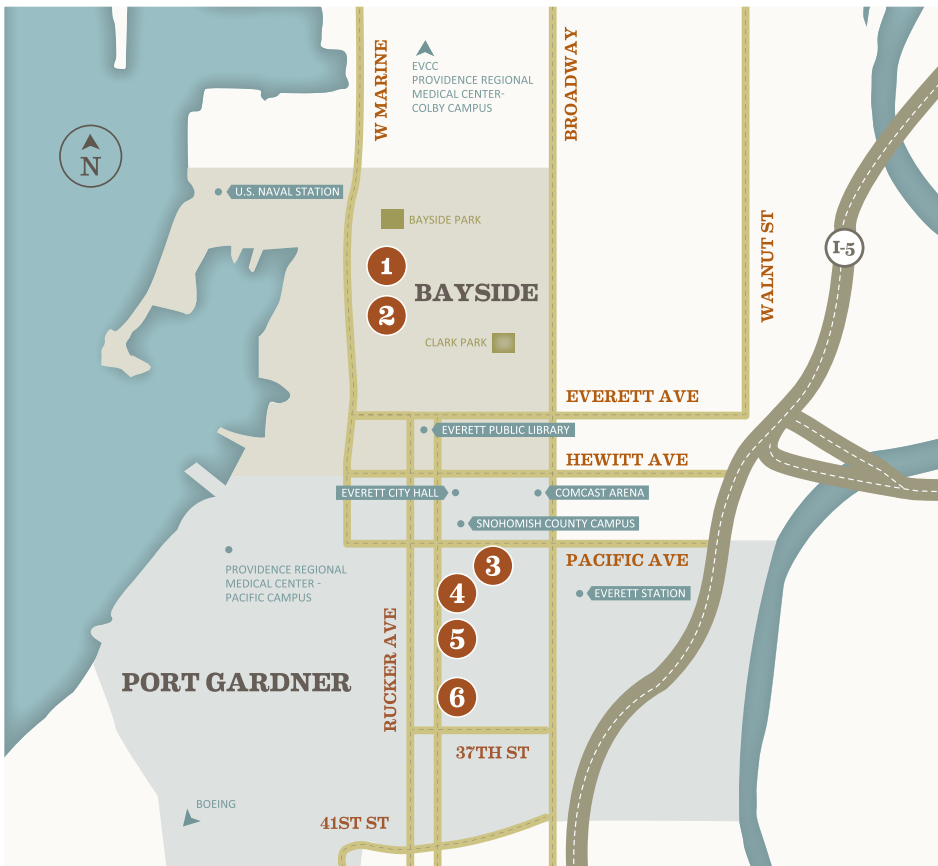 W MARINE
EVCC
PROVIDENCE REGIONAL
MEDICAL CENTER-
COLBY CAMPUS
BROADWAY
N
U.S. NAVAL STATION
BAYSIDE PARK
WALNUT ST
I-5
1
BAYSIDE
2
CLARK PARK
EVERETT AVE
EVERETT PUBLIC LIBRARY
HEWITT AVE
EVERETT CITY HALL
COMCAST ARENA
SNOHOMISH COUNTY CAMPUS
PACIFIC AVE
3
PROVIDENCE REGIONAL
MEDICAL CENTER -
PACIFIC CAMPUS
4
EVERETT STATION
5
RUCKER AVE
PORT GARDNER
6
37TH ST
BOEING
41ST ST